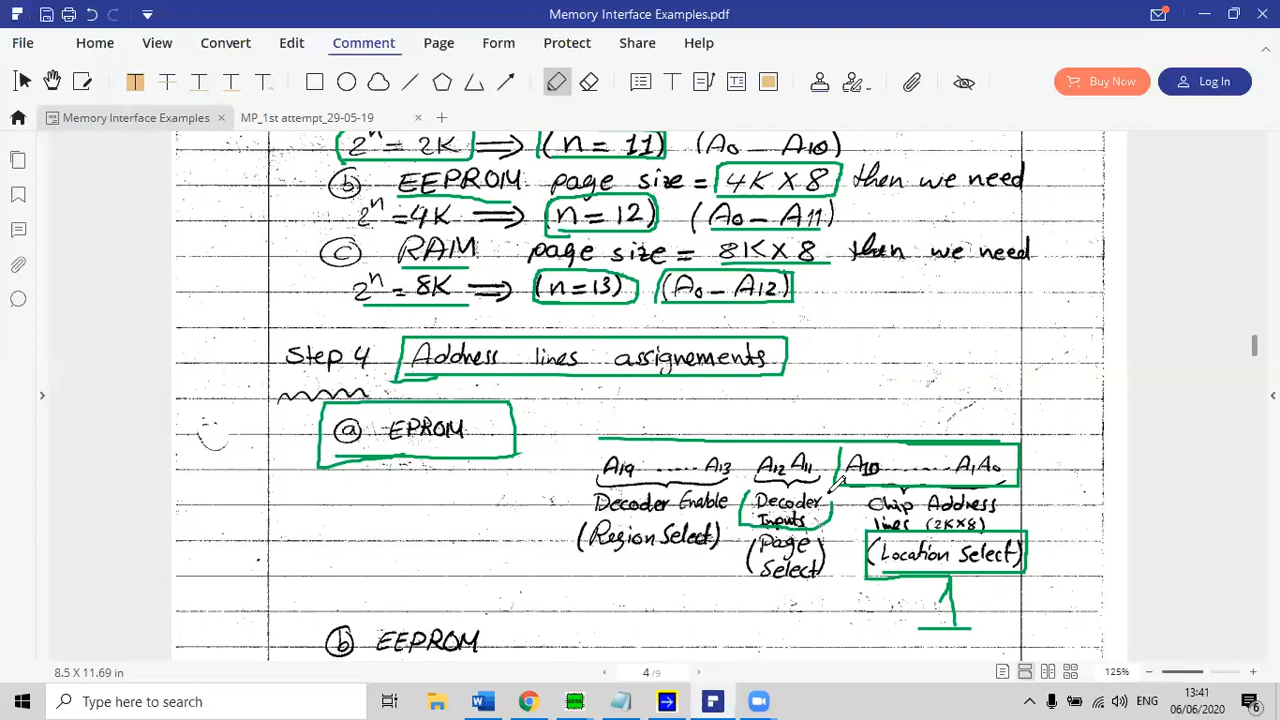 Memory Interface Examples.pdf
File Home View Convert Edit Comment Page Form Protect Share Help
Buy Now Log In
Memory Interface Examples × MP_1st attempt_29-05-19 × +
2^n = 2K ⟹ (n = 11) (A0 – A10)
(b) EEPROM page size = 4K X 8 then we need
2^n = 4K ⟹ (n = 12) (A0 – A11)
(c) RAM page size = 8K X 8 then we need
2^n = 8K ⟹ (n = 13) (A0 – A12)
Step 4 Address lines assignements
(a) EPROM
A19 ...... A13 A12 A11 A10 ........ A1 A0
Decoder Enable Decoder Chip Address
Inputs lines (2K X 8)
(Region Select) (Page (Location Select)
Select)
1
(b) EEPROM
8.5 x 11.69 in 4 /9 125%
Type here to search ENG 13:41
06/06/2020 6